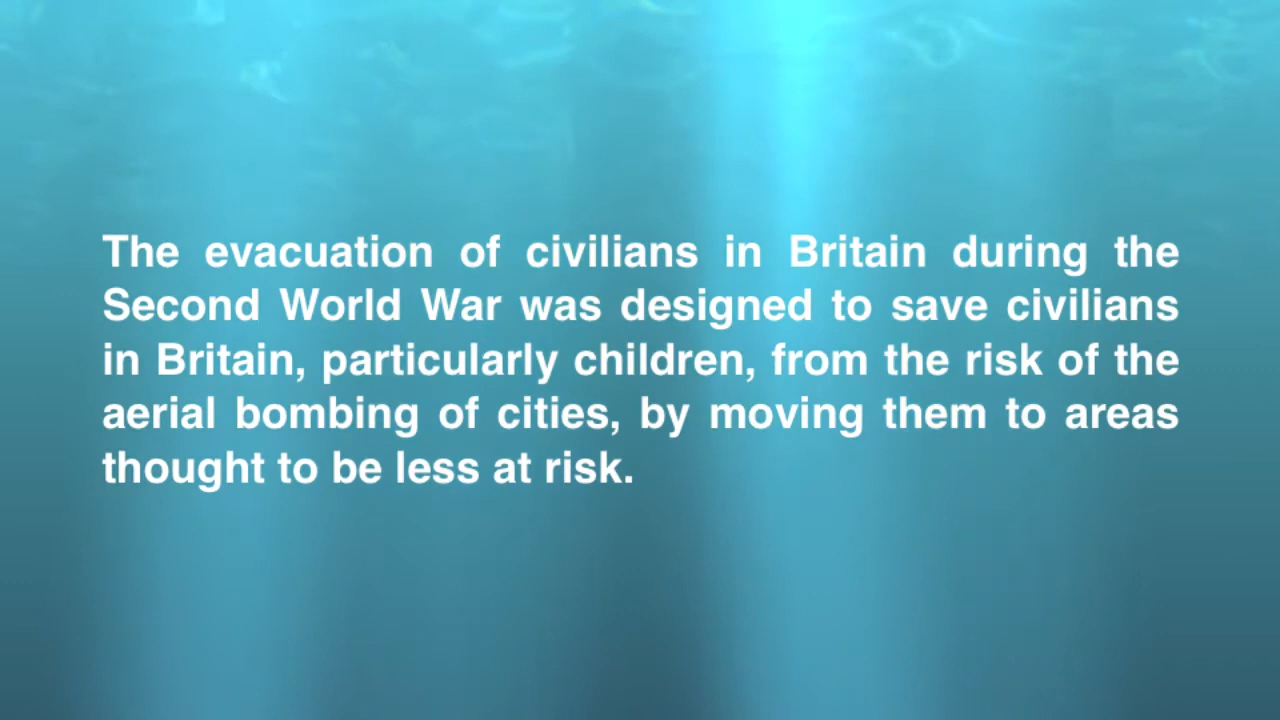 The evacuation of civilians in Britain during the
Second World War was designed to save civilians
in Britain, particularly children, from the risk of the
aerial bombing of cities, by moving them to areas
thought to be less at risk.